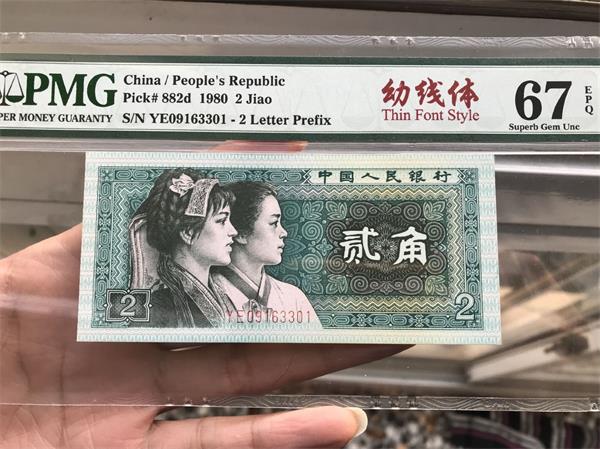 PMG
PAPER MONEY GUARANTY
China / People's Republic
Pick# 882d 1980 2 Jiao
S/N YE09163301 - 2 Letter Prefix
幼线体
Thin Font Style
67
EPQ
Superb Gem Unc
中国人民银行
贰角
YE09163301
2
2